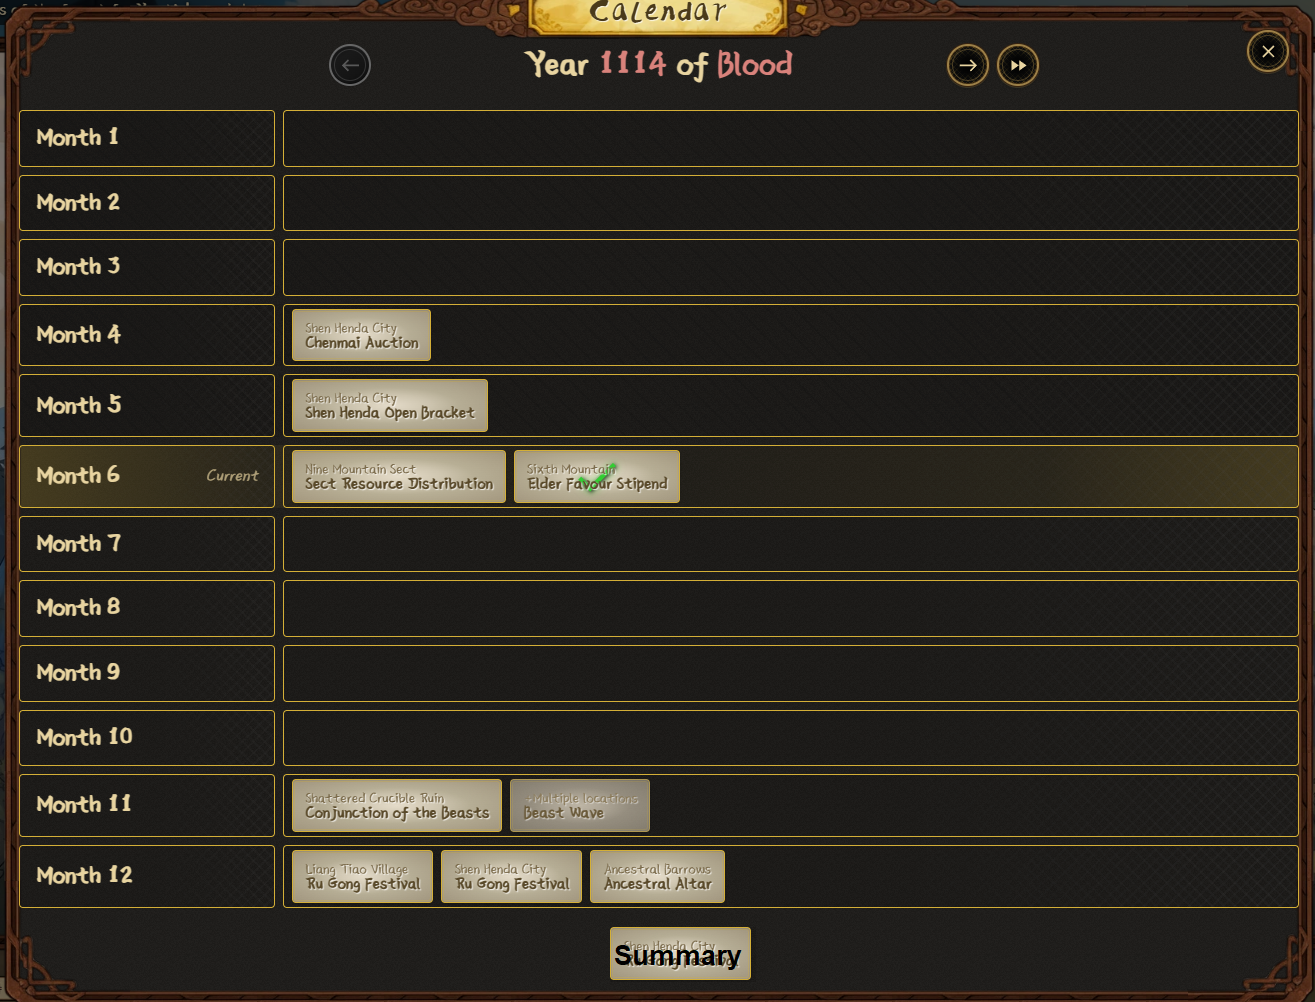 Calendar
Year 1114 of Blood
Month 1
Month 2
Month 3
Month 4
Shen Henda City
Chenmai Auction
Month 5
Shen Henda City
Shen Henda Open Bracket
Month 6
Current
Nine Mountain Sect
Sect Resource Distribution
Sixth Mountain
Elder Favour Stipend
Month 7
Month 8
Month 9
Month 10
Month 11
Shattered Crucible Ruin
Conjunction of the Beasts
+Multiple locations
Beast Wave
Month 12
Liang Tiao Village
Ru Gong Festival
Shen Henda City
Ru Gong Festival
Ancestral Barrows
Ancestral Altar
Shen Henda City
Ru Gong Festival
Summary